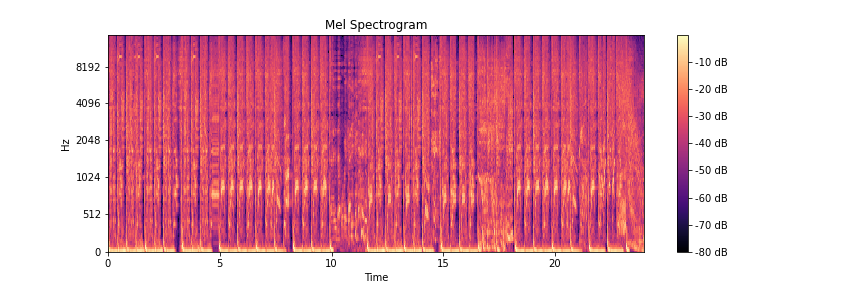 Mel Spectrogram
Hz
8192
4096
2048
1024
512
0
0 5 10 15 20
Time
-10 dB
-20 dB
-30 dB
-40 dB
-50 dB
-60 dB
-70 dB
-80 dB